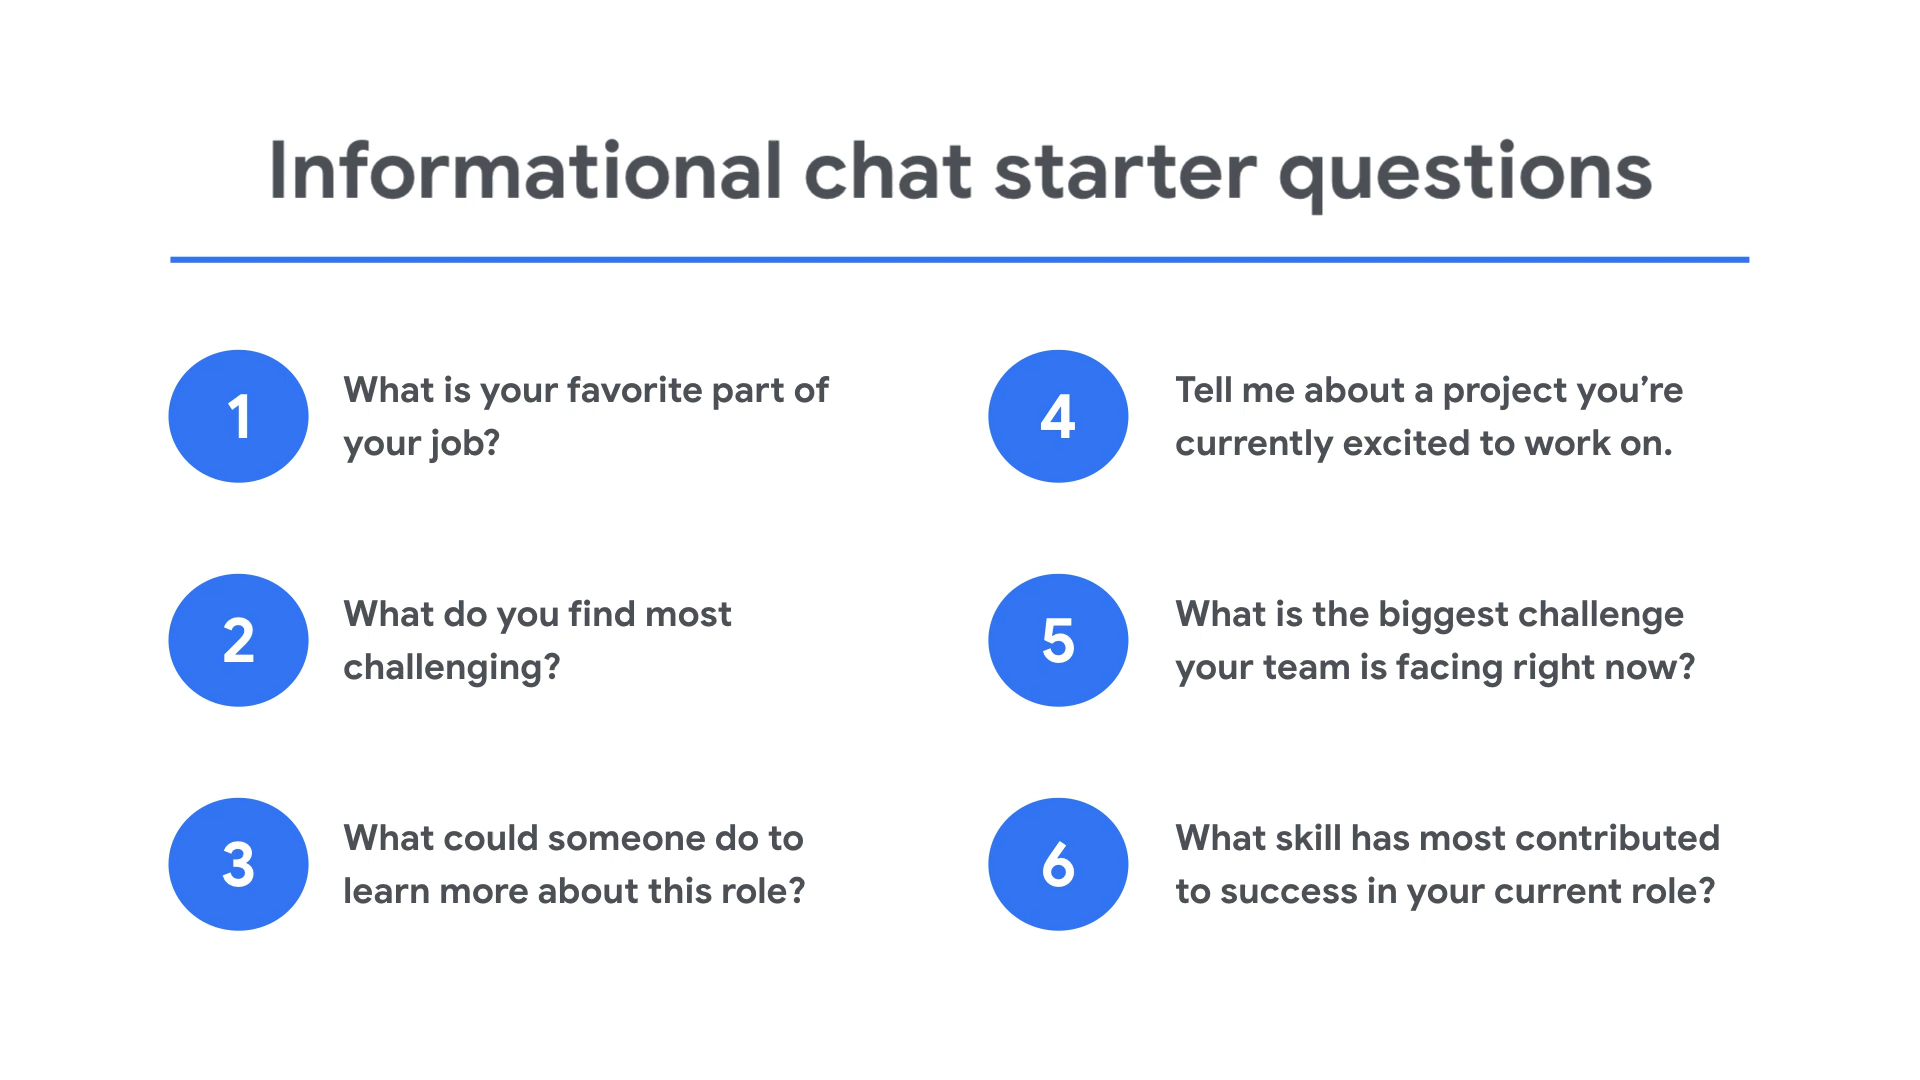 Informational chat starter questions
1
What is your favorite part of
your job?
2
What do you find most
challenging?
3
What could someone do to
learn more about this role?
4
Tell me about a project you’re
currently excited to work on.
5
What is the biggest challenge
your team is facing right now?
6
What skill has most contributed
to success in your current role?